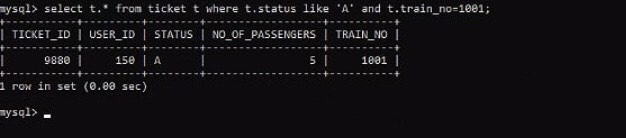 mysql> select t.* from ticket t where t.status like 'A' and t.train_no=1001;
+-----------+---------+--------+------------------+----------+
| TICKET_ID | USER_ID | STATUS | NO_OF_PASSENGERS | TRAIN_NO |
+-----------+---------+--------+------------------+----------+
|      9880 |     150 | A      |                5 |     1001 |
+-----------+---------+--------+------------------+----------+
1 row in set (0.00 sec)
mysql>